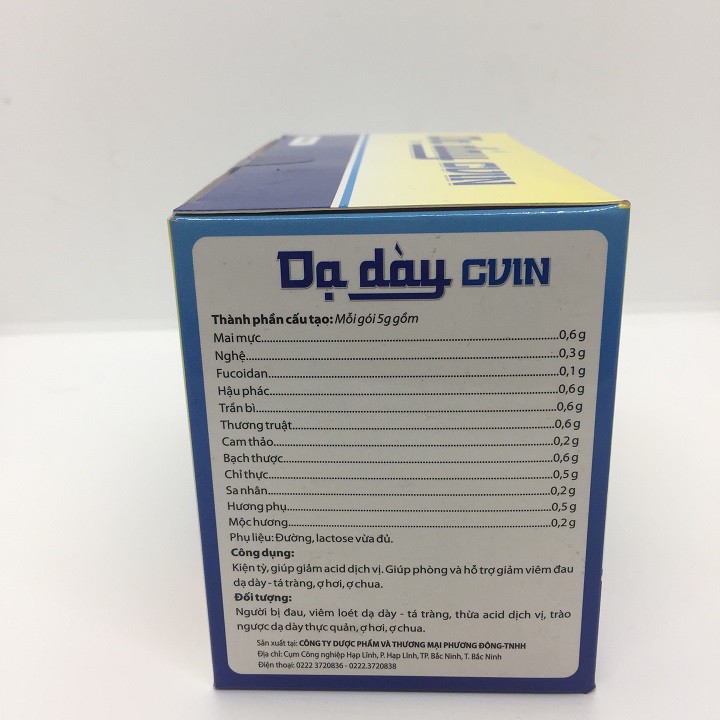 Dạ dày CVIN
Dạ dày CVIN
Thành phần cấu tạo: Mỗi gói 5g gồm
Mai mực..........0,6 g
Nghệ..........0,3 g
Fucoidan..........0,1 g
Hậu phác..........0,6 g
Trần bì..........0,6 g
Thương truật..........0,6 g
Cam thảo..........0,2 g
Bạch thược..........0,6 g
Chỉ thực..........0,5 g
Sa nhân..........0,2 g
Hương phụ..........0,5 g
Mộc hương..........0,2 g
Phụ liệu: Đường, lactose vừa đủ.
Công dụng:
Kiện tỳ, giúp giảm acid dịch vị. Giúp phòng và hỗ trợ giảm viêm đau
dạ dày - tá tràng, ợ hơi, ợ chua.
Đối tượng:
Người bị đau, viêm loét dạ dày - tá tràng, thừa acid dịch vị, trào
ngược dạ dày thực quản, ợ hơi, ợ chua.
Sản xuất tại: CÔNG TY DƯỢC PHẨM VÀ THƯƠNG MẠI PHƯƠNG ĐÔNG-TNHH
Địa chỉ: Cụm Công nghiệp Hạp Lĩnh, P. Hạp Lĩnh, TP. Bắc Ninh, T. Bắc Ninh
Điện thoại: 0222 3720836 - 0222.3720838